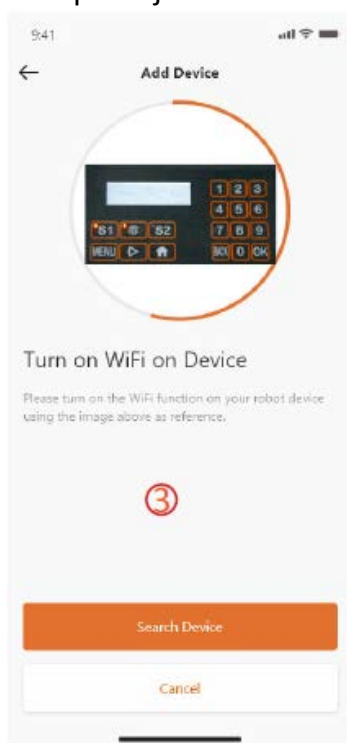 9:41
Add Device
1 2 3
4 5 6
S1 S2 7 8 9
MENU BACK 0 OK
Turn on WiFi on Device
Please turn on the WiFi function on your robot device
using the image above as reference.
3
Search Device
Cancel